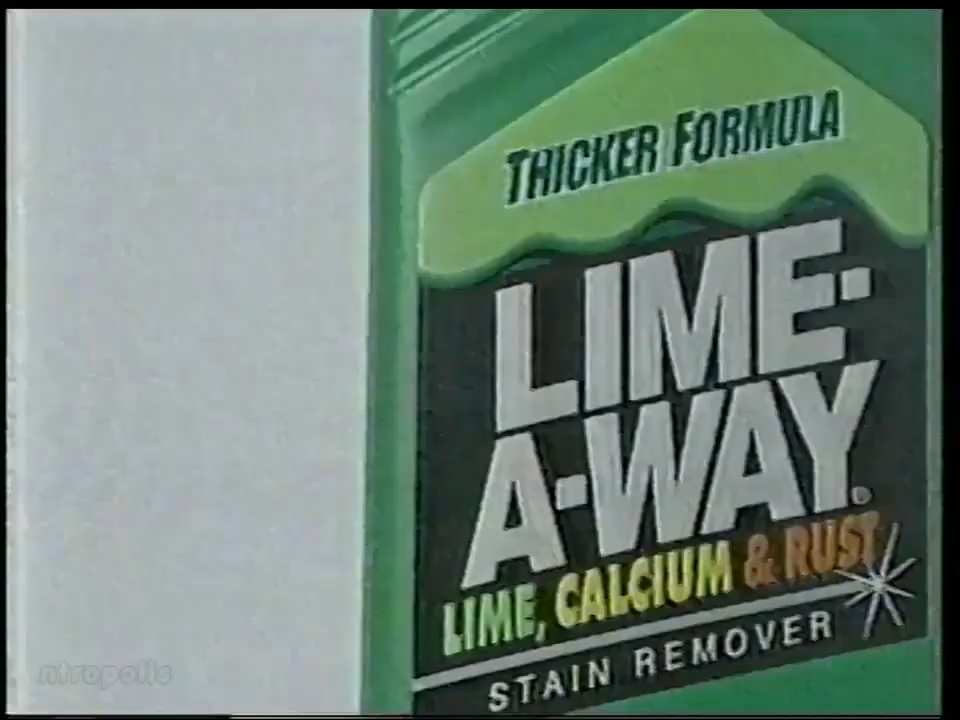 THICKER FORMULA
LIME-
A-WAY®
LIME, CALCIUM & RUST
STAIN REMOVER
ntropolis